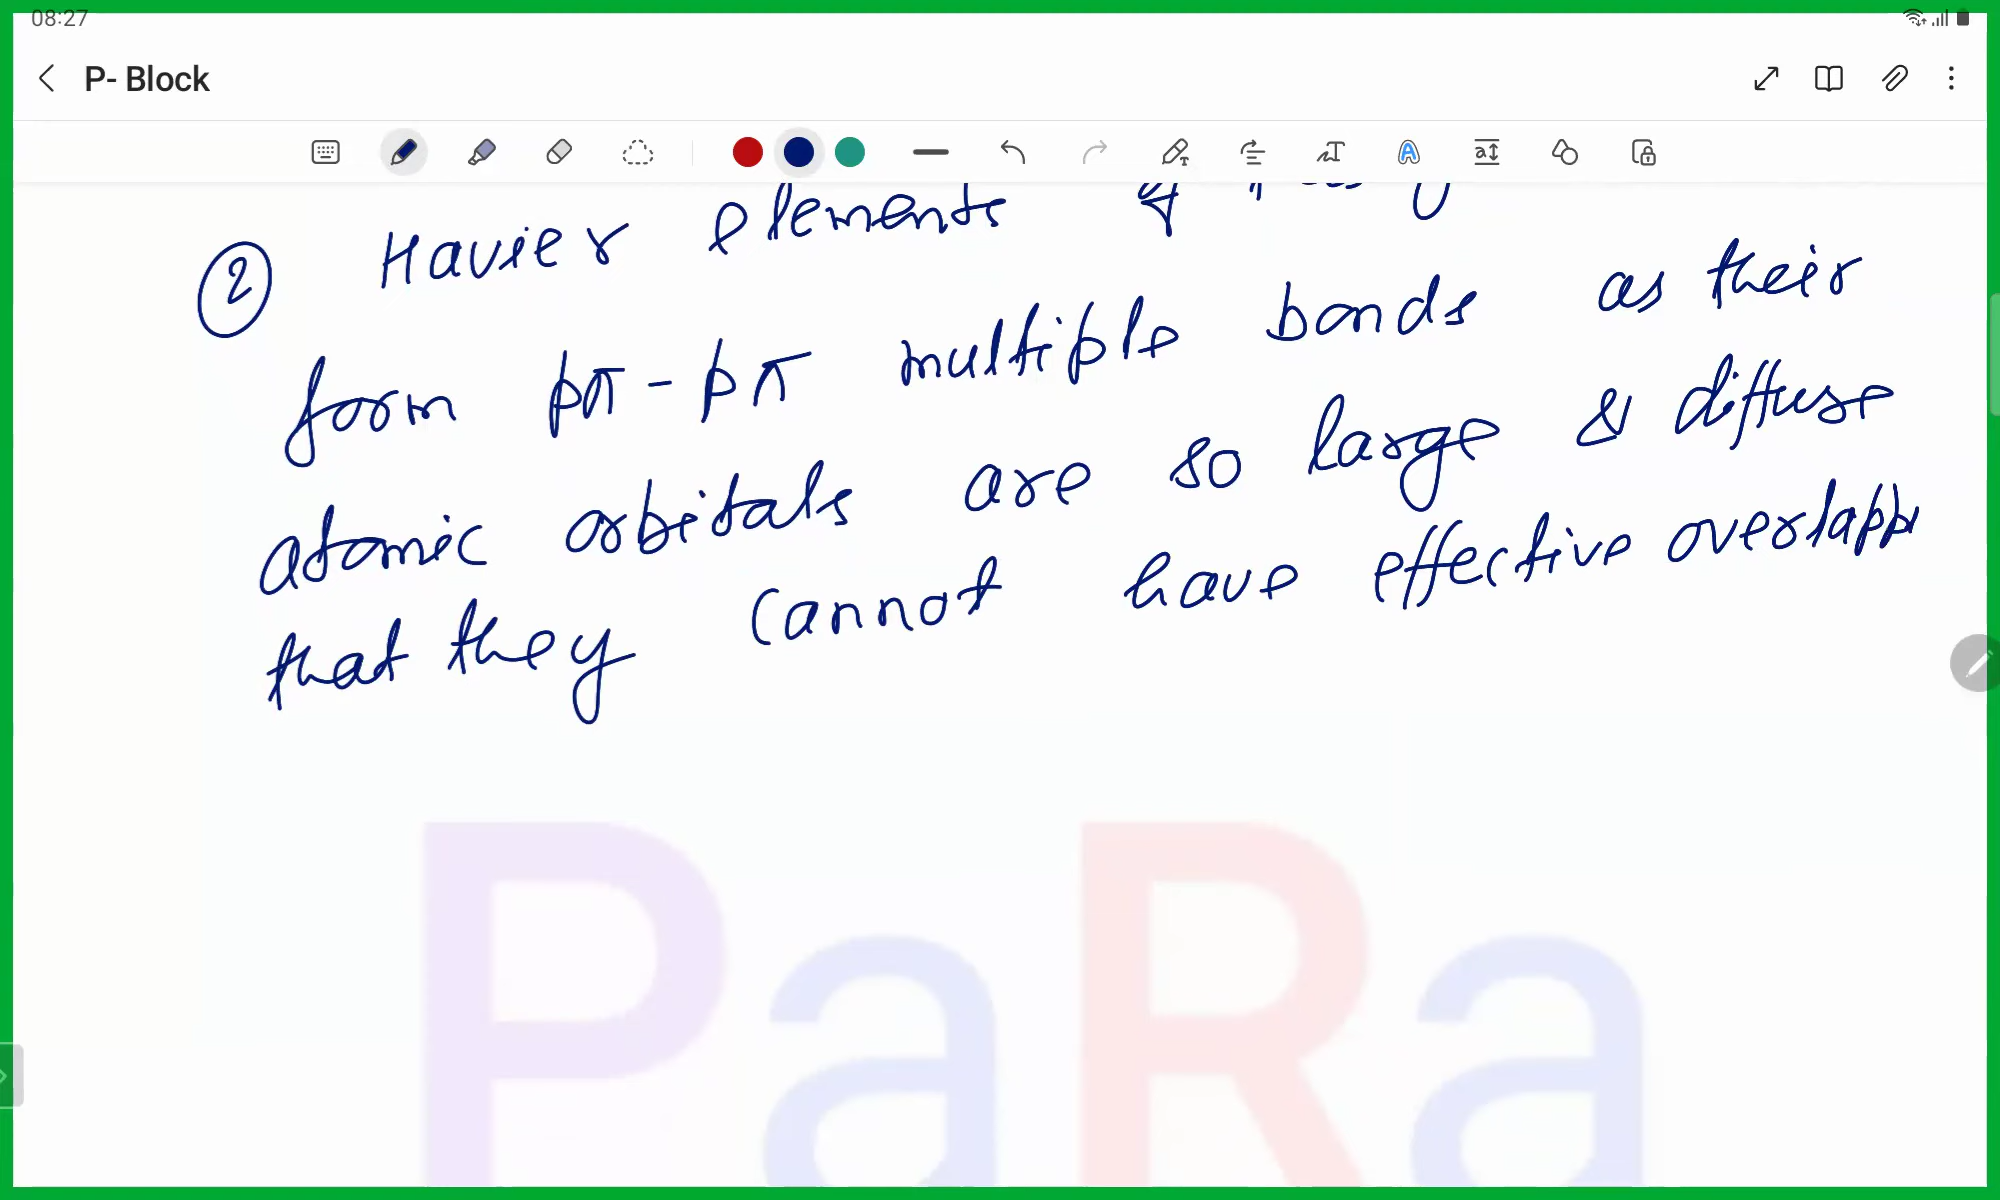 08:27
P- Block
② Havier elements
form pπ-pπ multiple bonds as their
atomic orbitals are so large & diffuse
that they cannot have effective overlapp
PaRa